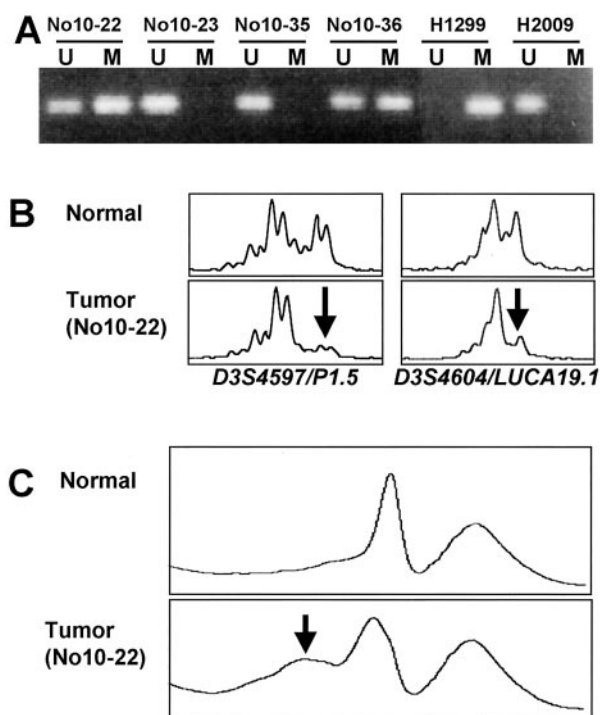 A
No10-22 No10-23 No10-35 No10-36 H1299 H2009
U M U M U M U M U M U M
B
Normal
Tumor
(No10-22)
D3S4597/P1.5 D3S4604/LUCA19.1
C
Normal
Tumor
(No10-22)